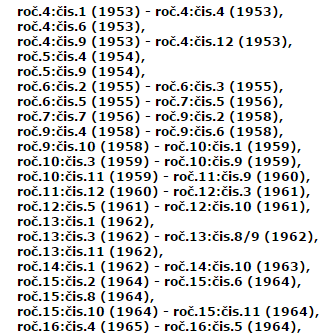 roč.4:čis.1 (1953) - roč.4:čis.4 (1953),
roč.4:čis.6 (1953),
roč.4:čis.9 (1953) - roč.4:čis.12 (1953),
roč.5:čis.4 (1954),
roč.5:čis.9 (1954),
roč.6:čis.2 (1955) - roč.6:čis.3 (1955),
roč.6:čis.5 (1955) - roč.7:čis.5 (1956),
roč.7:čis.7 (1956) - roč.9:čis.2 (1958),
roč.9:čis.4 (1958) - roč.9:čis.6 (1958),
roč.9:čis.10 (1958) - roč.10:čis.1 (1959),
roč.10:čis.3 (1959) - roč.10:čis.9 (1959),
roč.10:čis.11 (1959) - roč.11:čis.9 (1960),
roč.11:čis.12 (1960) - roč.12:čis.3 (1961),
roč.12:čis.5 (1961) - roč.12:čis.10 (1961),
roč.13:čis.1 (1962),
roč.13:čis.3 (1962) - roč.13:čis.8/9 (1962),
roč.13:čis.11 (1962),
roč.14:čis.1 (1962) - roč.14:čis.10 (1963),
roč.15:čis.2 (1964) - roč.15:čis.6 (1964),
roč.15:čis.8 (1964),
roč.15:čis.10 (1964) - roč.15:čis.11 (1964),
roč.16:čis.4 (1965) - roč.16:čis.5 (1964),